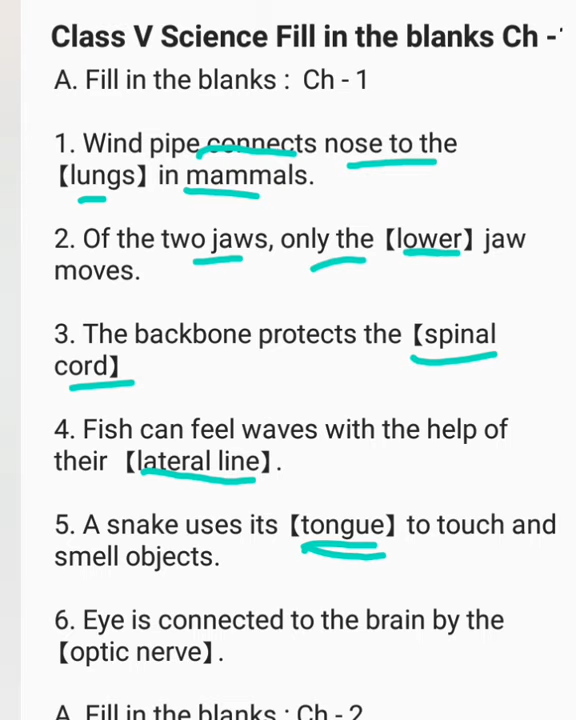 Class V Science Fill in the blanks Ch -
A. Fill in the blanks : Ch - 1
1. Wind pipe connects nose to the
【lungs】 in mammals.
2. Of the two jaws, only the 【lower】 jaw
moves.
3. The backbone protects the 【spinal
cord】
4. Fish can feel waves with the help of
their 【lateral line】.
5. A snake uses its 【tongue】 to touch and
smell objects.
6. Eye is connected to the brain by the
【optic nerve】.
A. Fill in the blanks : Ch - 2